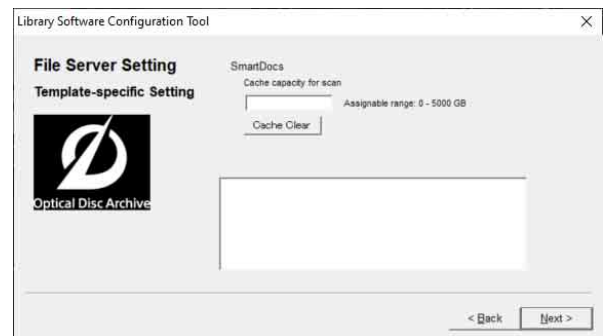 Library Software Configuration Tool
File Server Setting
Template-specific Setting
Optical Disc Archive
SmartDocs
Cache capacity for scan
Assignable range: 0 - 5000 GB
Cache Clear
< Back
Next >